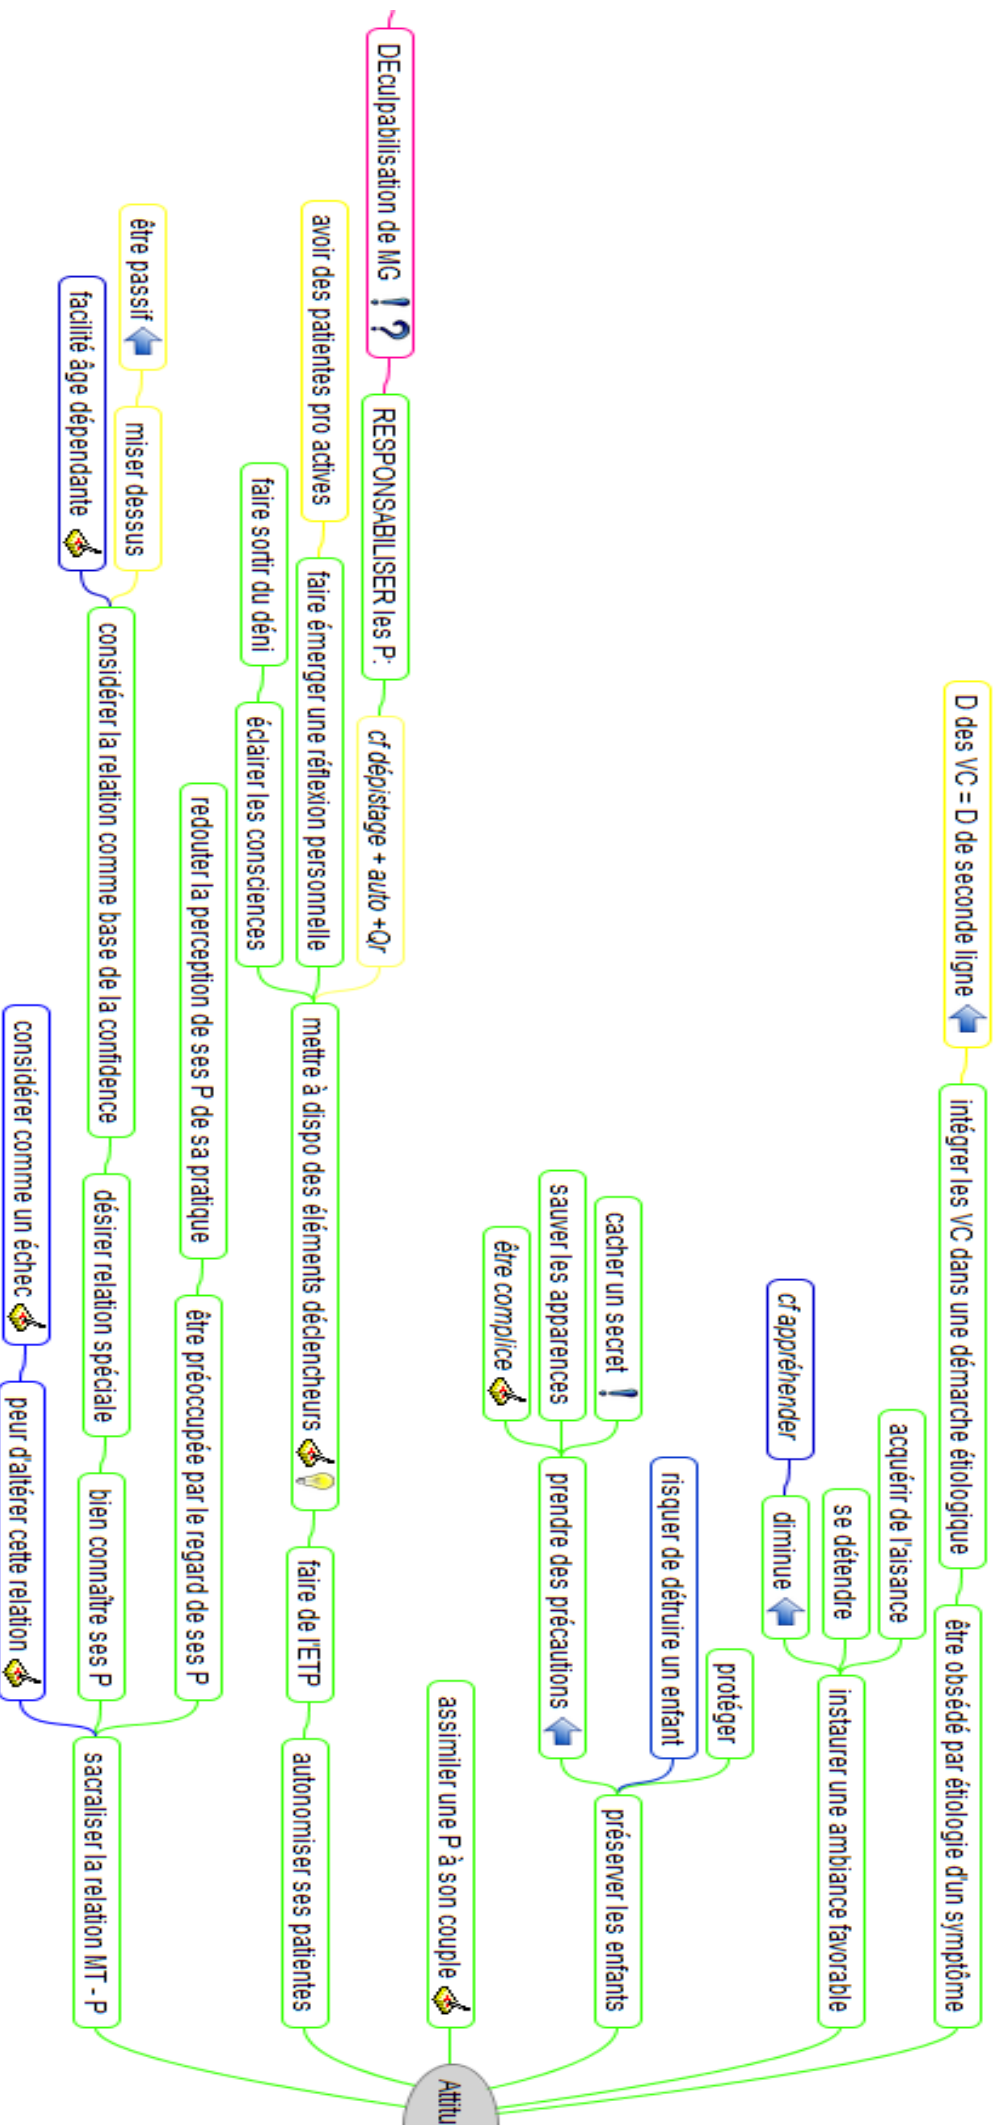 D des VC = D de seconde ligne
intégrer les VC dans une démarche étiologique
être obsédé par étiologie d'un symptôme
acquérir de l'aisance
se détendre
cf appréhender
diminue
instaurer une ambiance favorable
protéger
risquer de détruire un enfant
cacher un secret !
sauver les apparences
être complice
prendre des précautions
préserver les enfants
assimiler une P à son couple
DEculpabilisation de MG ! ?
RESPONSABILISER les P:
cf dépistage + auto +Qr
avoir des patientes pro actives
faire émerger une réflexion personnelle
faire sortir du déni
éclairer les consciences
mettre à dispo des éléments déclencheurs
faire de l'ETP
autonomiser ses patientes
redouter la perception de ses P de sa pratique
être préoccupée par le regard de ses P
être passif
miser dessus
facilité âge dépendante
considérer la relation comme base de la confidence
désirer relation spéciale
bien connaître ses P
considérer comme un échec
peur d'altérer cette relation
sacraliser la relation MT - P
Attitu